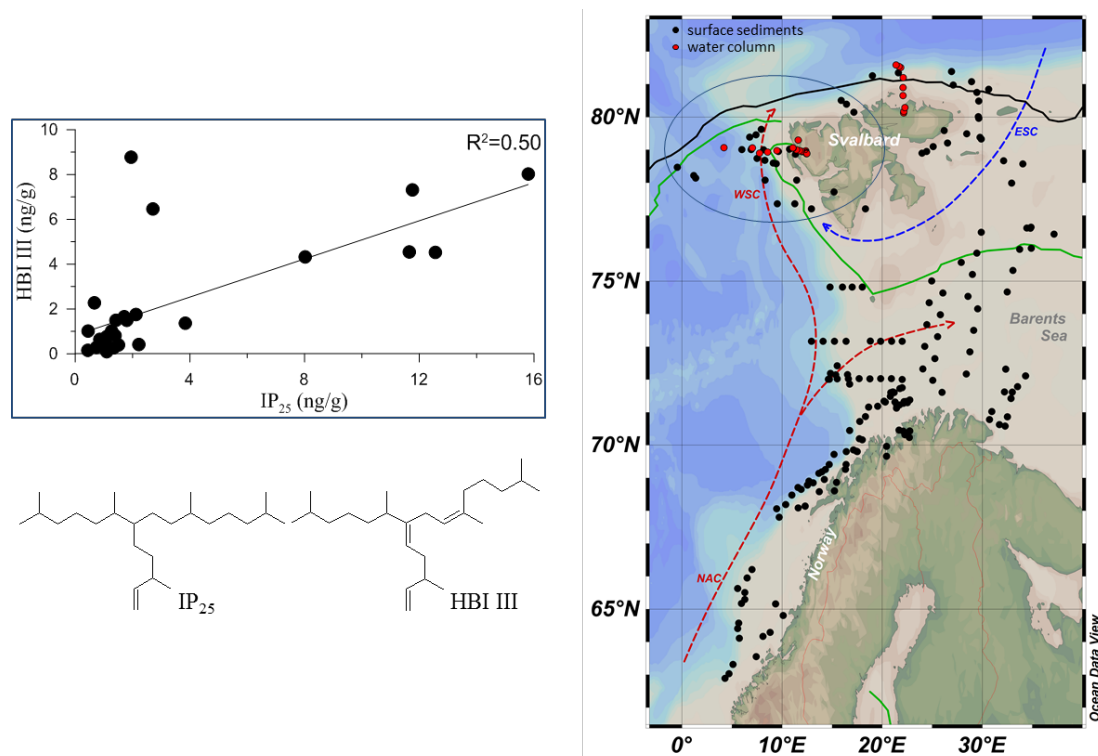 R²=0.50
HBI III (ng/g)
10
8
6
4
2
0
0
4
8
12
16
IP₂₅ (ng/g)
IP₂₅
HBI III
surface sediments
water column
80°N
75°N
70°N
65°N
Svalbard
ESC
WSC
Barents
Sea
Norway
NAC
0°
10°E
20°E
30°E
Ocean Data View